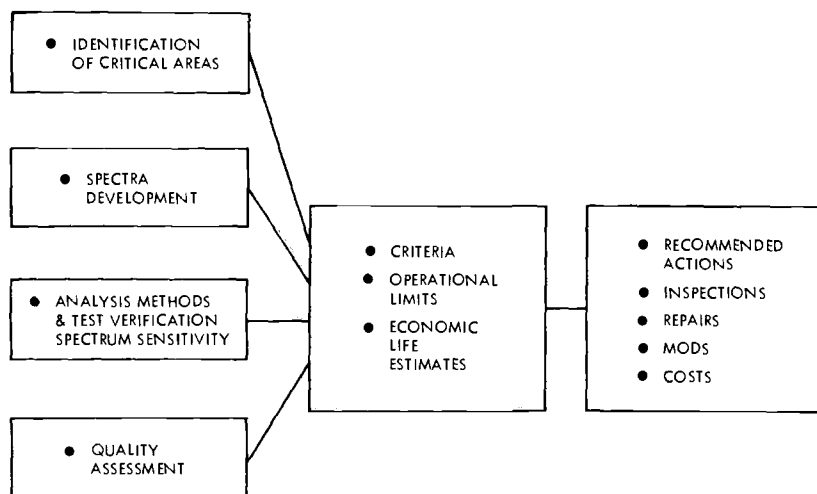 ● IDENTIFICATION
OF CRITICAL AREAS
● SPECTRA
DEVELOPMENT
● ANALYSIS METHODS
& TEST VERIFICATION
SPECTRUM SENSITIVITY
● QUALITY
ASSESSMENT
● CRITERIA
● OPERATIONAL
LIMITS
● ECONOMIC
LIFE
ESTIMATES
● RECOMMENDED
ACTIONS
● INSPECTIONS
● REPAIRS
● MODS
● COSTS